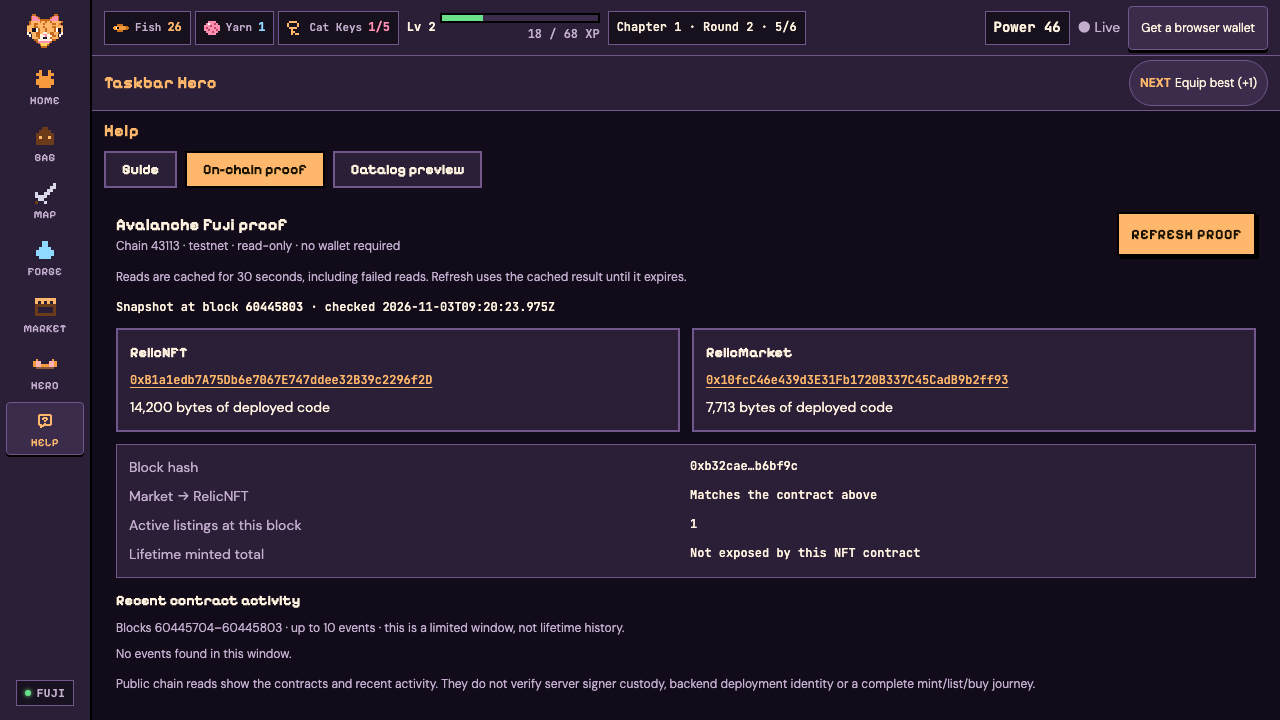 Fish 26
Yarn 1
Cat Keys 1/5
Lv 2
18 / 68 XP
Chapter 1 · Round 2 · 5/6
Power 46
Live
Get a browser wallet
HOME
BAG
MAP
FORGE
MARKET
HERO
HELP
FUJI
Taskbar Hero
NEXT Equip best (+1)
Help
Guide
On-chain proof
Catalog preview
Avalanche Fuji proof
Chain 43113 · testnet · read-only · no wallet required
REFRESH PROOF
Reads are cached for 30 seconds, including failed reads. Refresh uses the cached result until it expires.
Snapshot at block 60445803 · checked 2026-11-03T09:20:23.975Z
RelicNFT
0xB1a1edb7A75Db6e7067E747ddee32B39c2296f2D
14,200 bytes of deployed code
RelicMarket
0x10fcC46e439d3E31Fb1720B337C45CadB9b2ff93
7,713 bytes of deployed code
Block hash 0xb32cae…b6bf9c
Market → RelicNFT Matches the contract above
Active listings at this block 1
Lifetime minted total Not exposed by this NFT contract
Recent contract activity
Blocks 60445704–60445803 · up to 10 events · this is a limited window, not lifetime history.
No events found in this window.
Public chain reads show the contracts and recent activity. They do not verify server signer custody, backend deployment identity or a complete mint/list/buy journey.